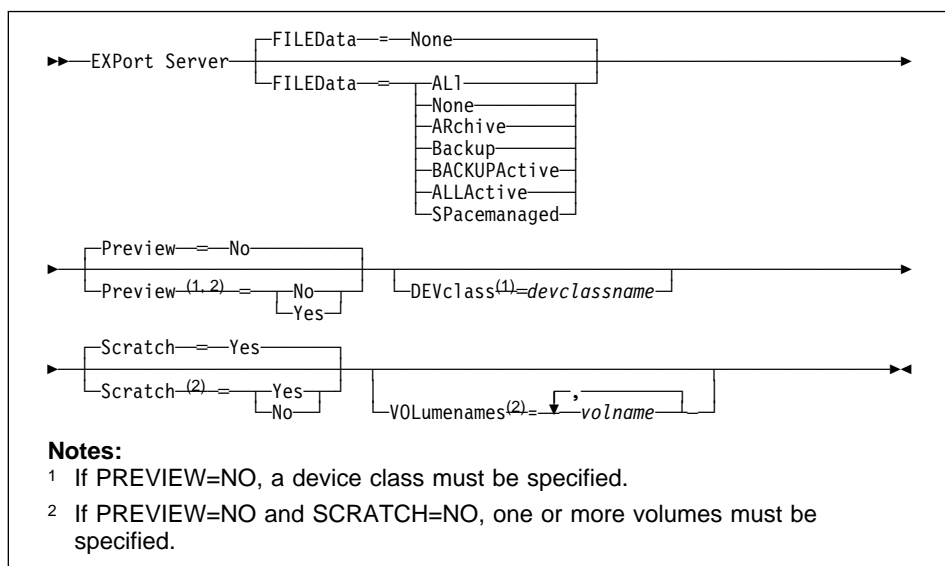 FILEData = None
EXPort Server
FILEData = ALl
None
ARchive
Backup
BACKUPActive
ALLActive
SPacemanaged
Preview = No
Preview (1, 2) = No
Yes
DEVclass(1)=devclassname
Scratch = Yes
Scratch (2) = Yes
No
,
VOLumenames(2)= volname
Notes:
1 If PREVIEW=NO, a device class must be specified.
2 If PREVIEW=NO and SCRATCH=NO, one or more volumes must be
specified.